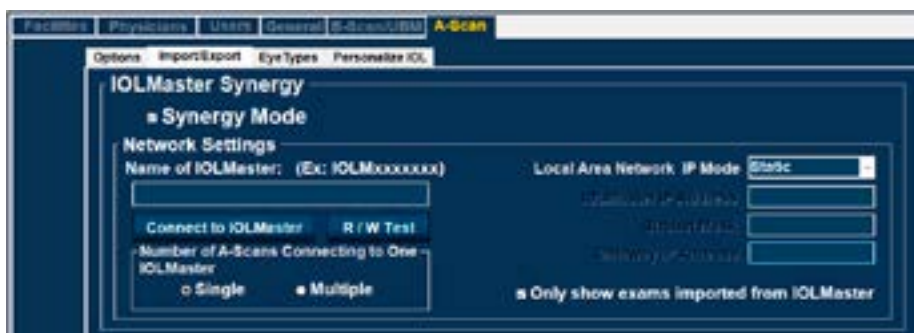 Facilities Physicians Users General B-Scan/UBM A-Scan
Options Import/Export EyeTypes Personalize IOL
IOLMaster Synergy
Synergy Mode
Network Settings
Name of IOLMaster: (Ex: IOLMxxxxxxx)
Local Area Network IP Mode Static
Connect to IOLMaster R / W Test
Number of A-Scans Connecting to One
IOLMaster
Single Multiple
Only show exams imported from IOLMaster